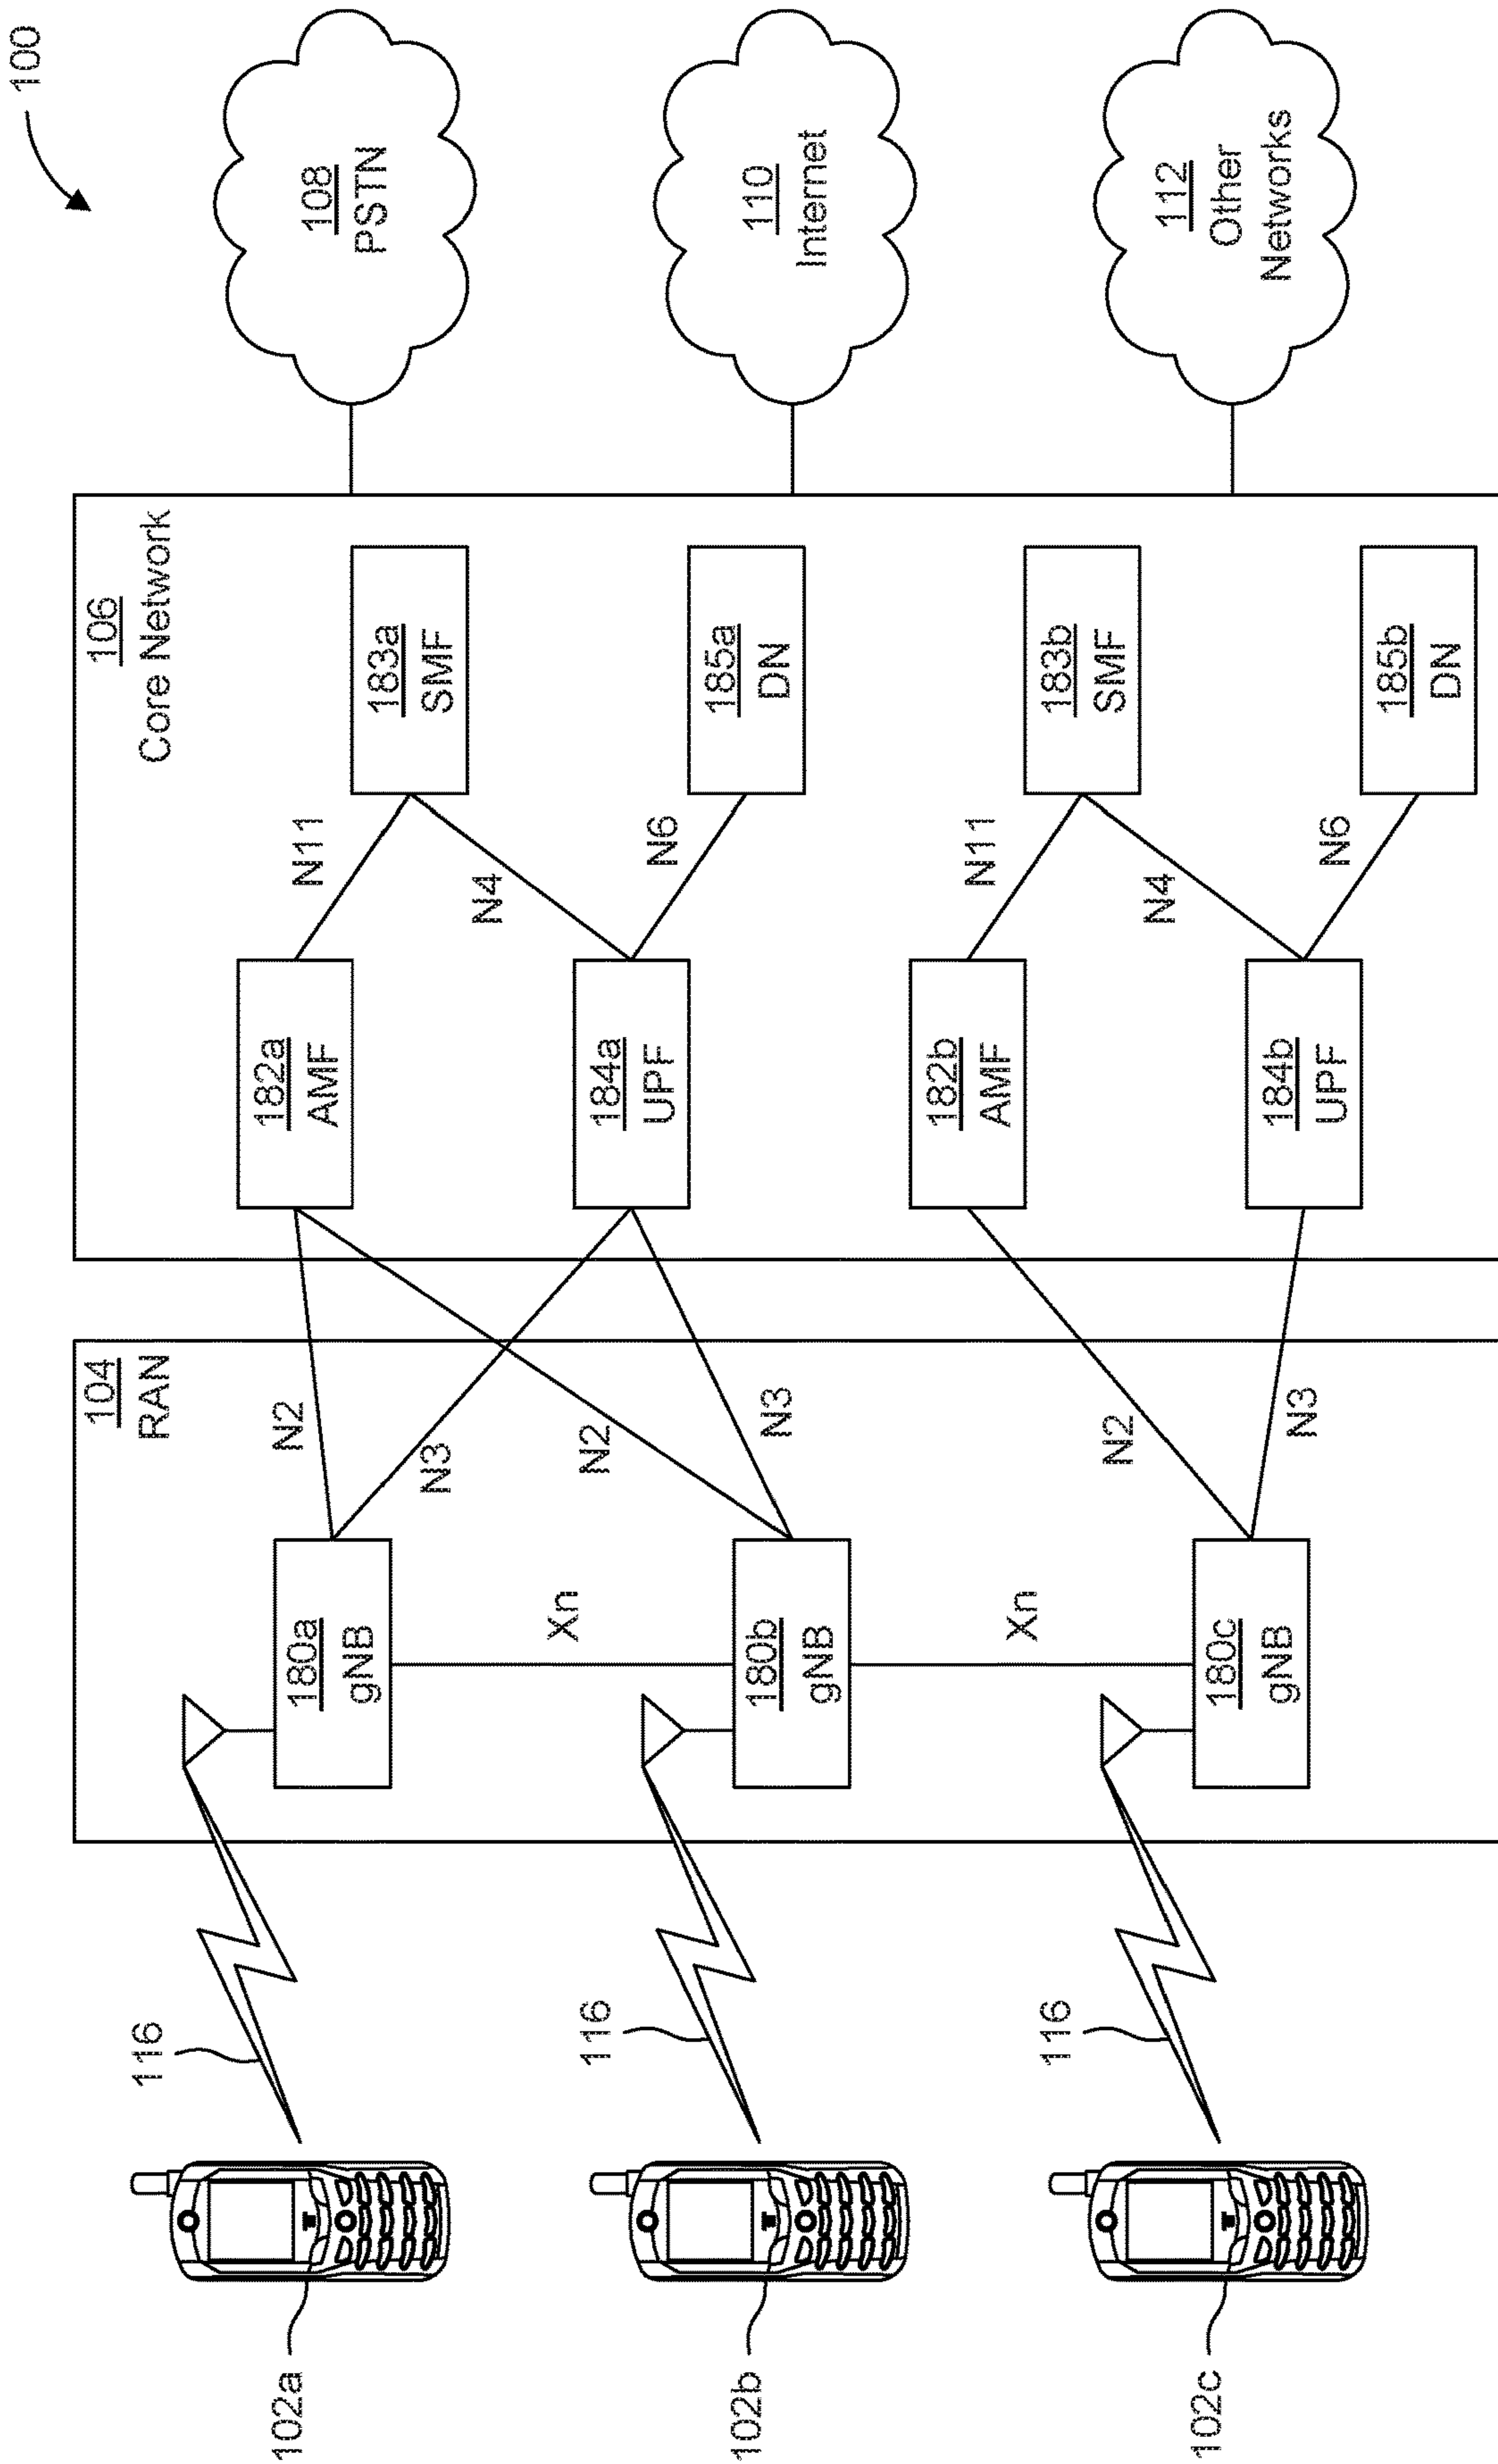 100
104
RAN
106
Core Network
102a
116
180a
gNB
N2
N3
182a
AMF
N11
183a
SMF
108
PSTN
Xn
N2
N4
184a
UPF
N6
185a
DN
102b
116
180b
gNB
N3
110
Internet
Xn
N2
182b
AMF
N11
183b
SMF
102c
116
180c
gNB
N3
N4
184b
UPF
N6
185b
DN
112
Other
Networks